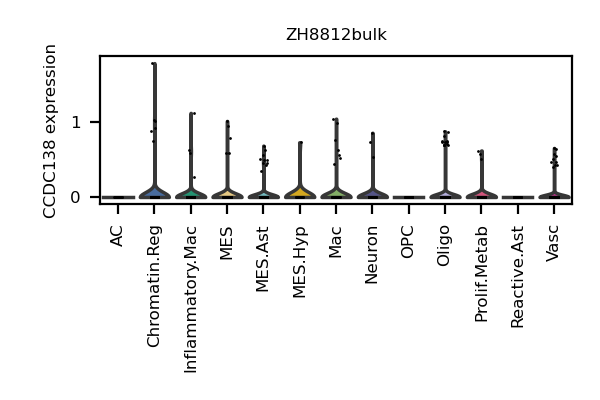 ZH8812bulk
CCDC138 expression
1
0
AC
Chromatin.Reg
Inflammatory.Mac
MES
MES.Ast
MES.Hyp
Mac
Neuron
OPC
Oligo
Prolif.Metab
Reactive.Ast
Vasc